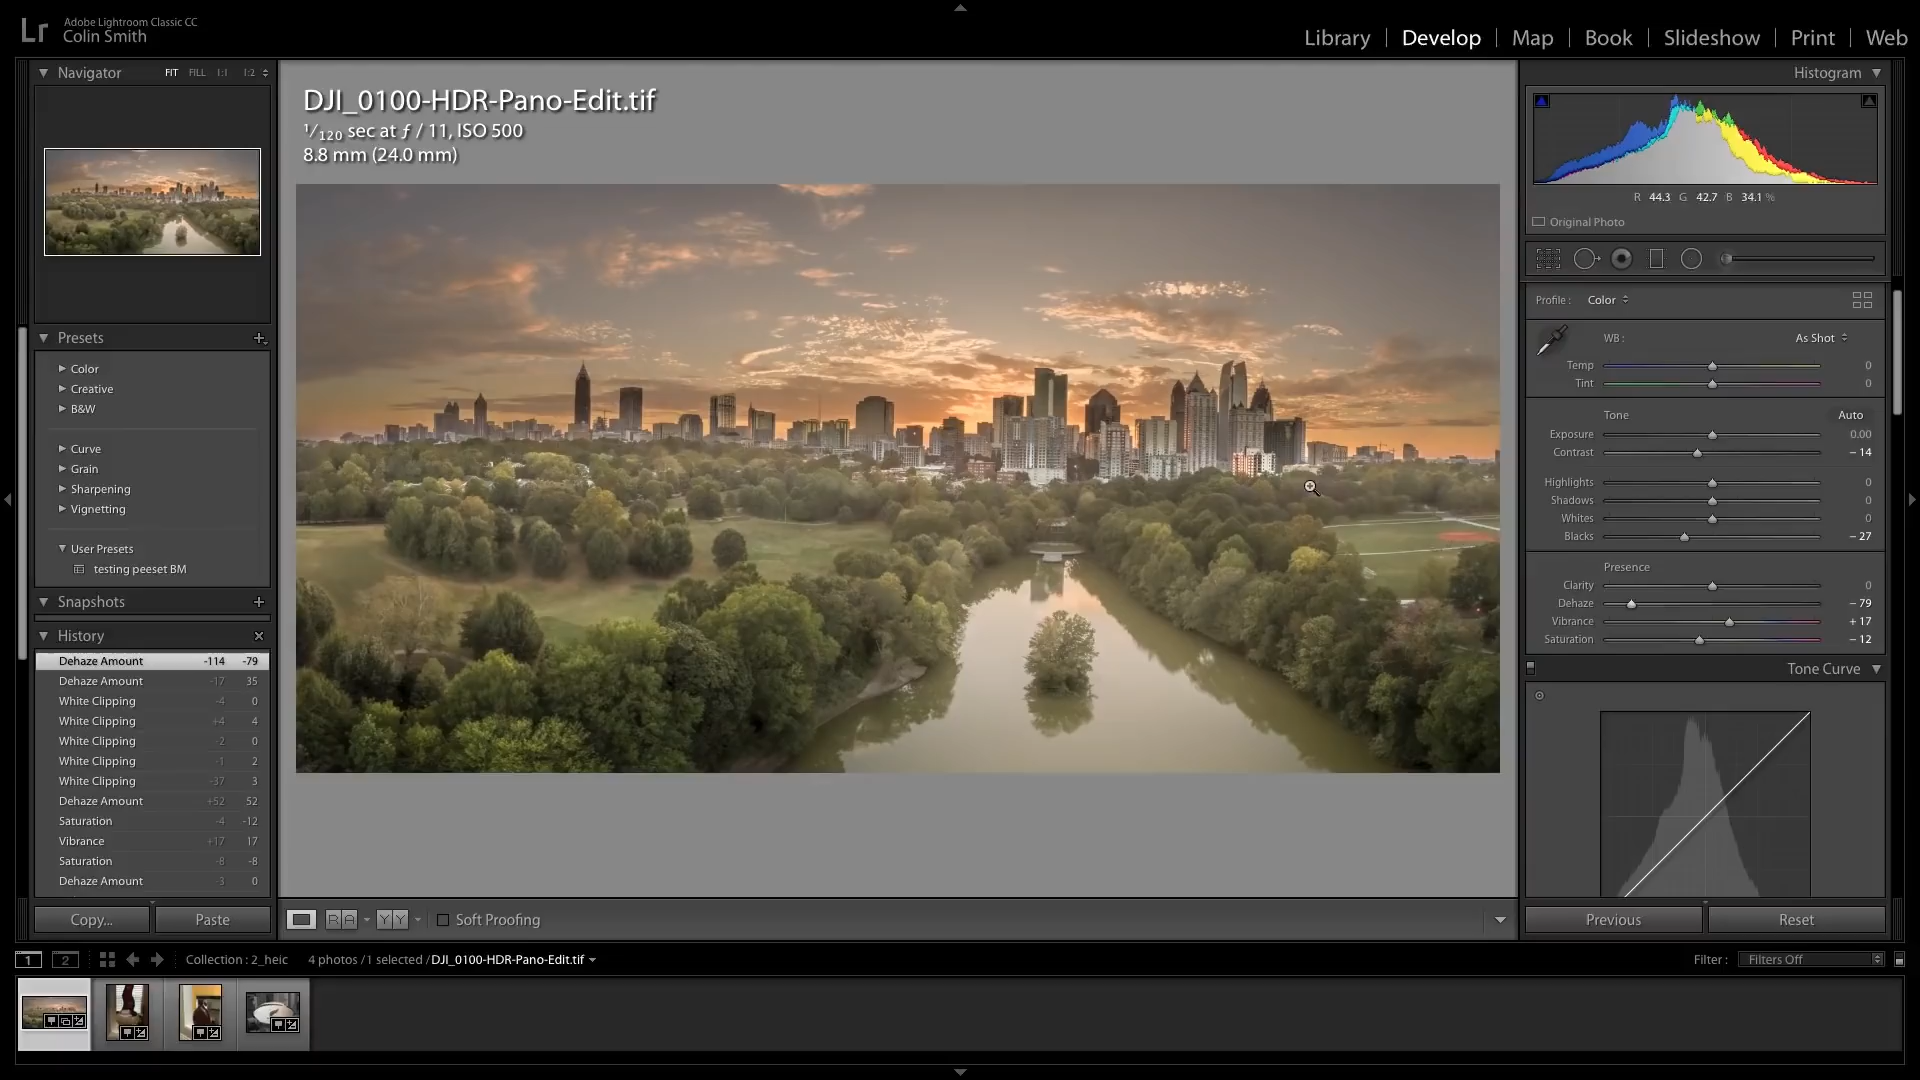 Lr
Adobe Lightroom Classic CC
Colin Smith
Library | Develop | Map | Book | Slideshow | Print | Web
Navigator FIT FILL 1:1 1:2
Presets +
Color
Creative
B&W
Curve
Grain
Sharpening
Vignetting
User Presets
testing peeset BM
Snapshots +
History ×
Dehaze Amount -114 -79
Dehaze Amount -17 35
White Clipping -4 0
White Clipping +4 4
White Clipping -2 0
White Clipping -1 2
White Clipping -37 3
Dehaze Amount +52 52
Saturation -4 -12
Vibrance +17 17
Saturation -8 -8
Dehaze Amount 3 0
Copy... Paste
DJI_0100-HDR-Pano-Edit.tif
1/120 sec at ƒ / 11, ISO 500
8.8 mm (24.0 mm)
R A Y Y Soft Proofing
Histogram
R 44.3 G 42.7 B 34.1 %
Original Photo
Profile : Color
WB : As Shot
Temp 0
Tint 0
Tone Auto
Exposure 0.00
Contrast – 14
Highlights 0
Shadows 0
Whites 0
Blacks – 27
Presence
Clarity 0
Dehaze – 79
Vibrance + 17
Saturation – 12
Tone Curve
Previous Reset
1 2 Collection : 2_heic 4 photos / 1 selected / DJI_0100-HDR-Pano-Edit.tif Filter : Filters Off